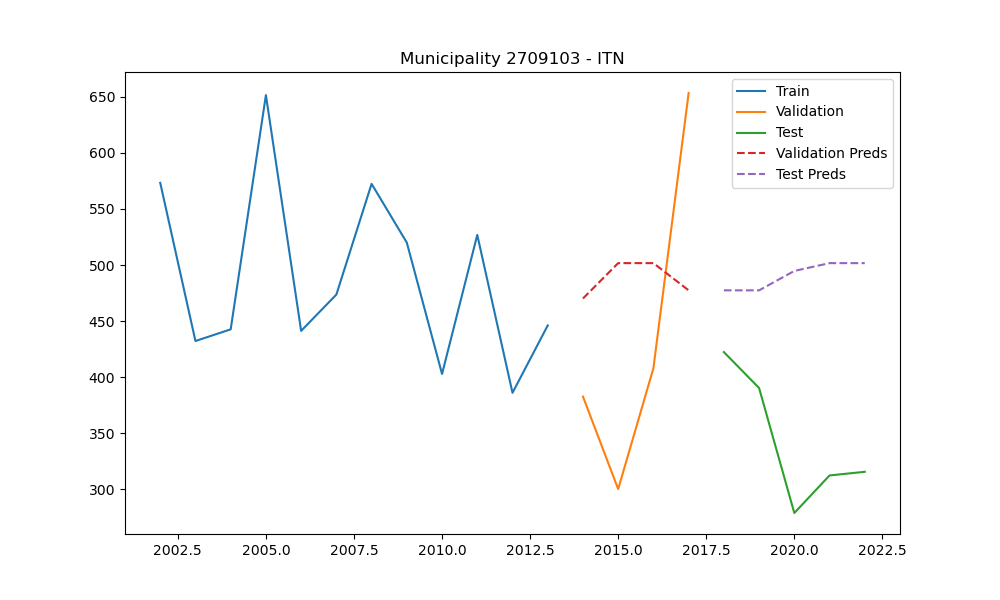 Municipality 2709103 - ITN
650
600
550
500
450
400
350
300
Train
Validation
Test
Validation Preds
Test Preds
2002.5 2005.0 2007.5 2010.0 2012.5 2015.0 2017.5 2020.0 2022.5